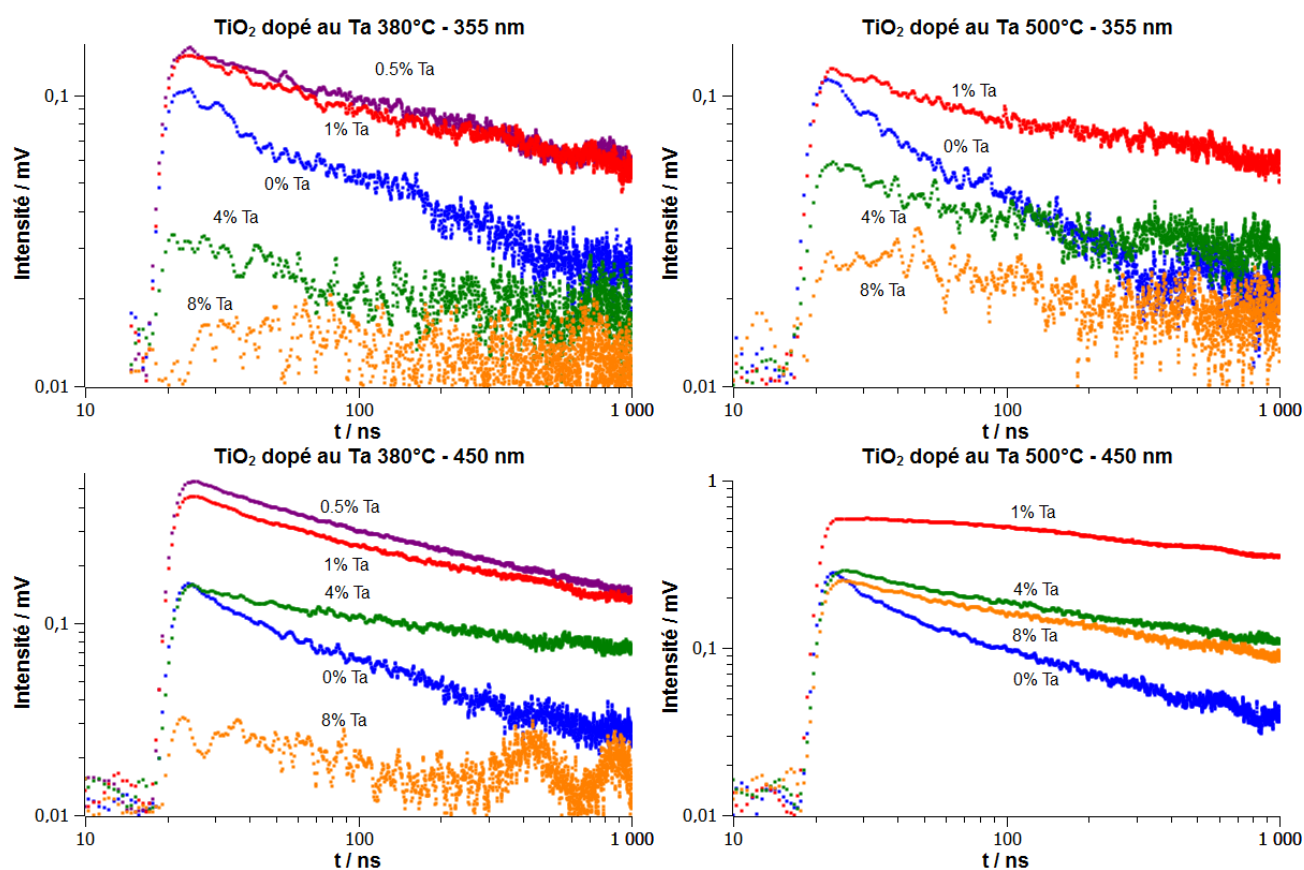 TiO₂ dopé au Ta 380°C - 355 nm
Intensité / mV
0,1
0.01
0.5% Ta
1% Ta
0% Ta
4% Ta
8% Ta
10
100
1 000
t / ns
TiO₂ dopé au Ta 500°C - 355 nm
Intensité / mV
0,1
0.01
1% Ta
0% Ta
4% Ta
8% Ta
10
100
1 000
t / ns
TiO₂ dopé au Ta 380°C - 450 nm
Intensité / mV
0,1
0.01
0.5% Ta
1% Ta
4% Ta
0% Ta
8% Ta
10
100
1 000
t / ns
TiO₂ dopé au Ta 500°C - 450 nm
Intensité / mV
1
0,1
0.01
1% Ta
4% Ta
8% Ta
0% Ta
10
100
1 000
t / ns